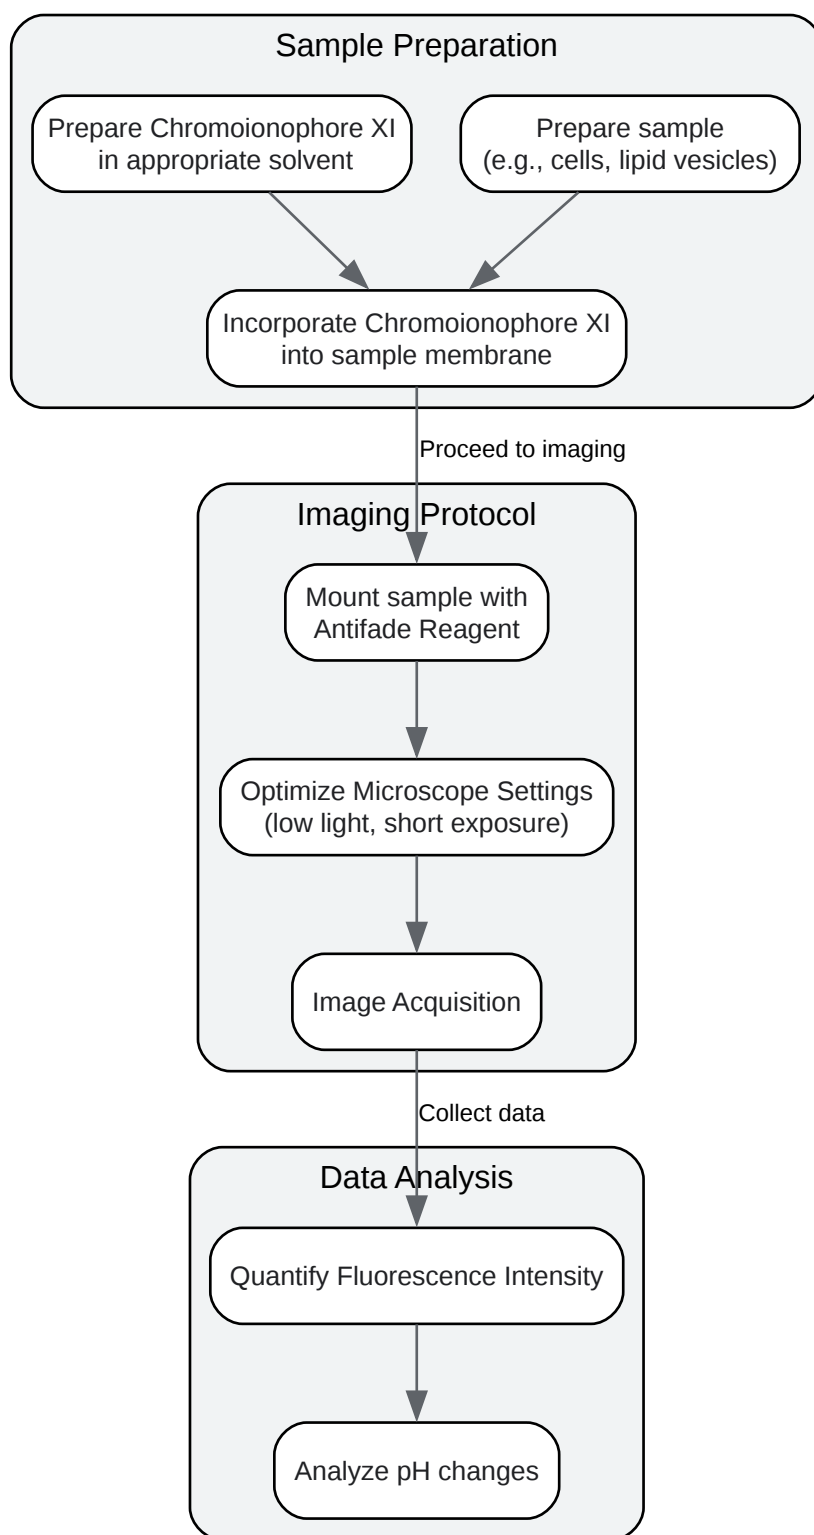 Sample Preparation
Prepare Chromoionophore XI
in appropriate solvent
Prepare sample
(e.g., cells, lipid vesicles)
Incorporate Chromoionophore XI
into sample membrane
Proceed to imaging
Imaging Protocol
Mount sample with
Antifade Reagent
Optimize Microscope Settings
(low light, short exposure)
Image Acquisition
Collect data
Data Analysis
Quantify Fluorescence Intensity
Analyze pH changes